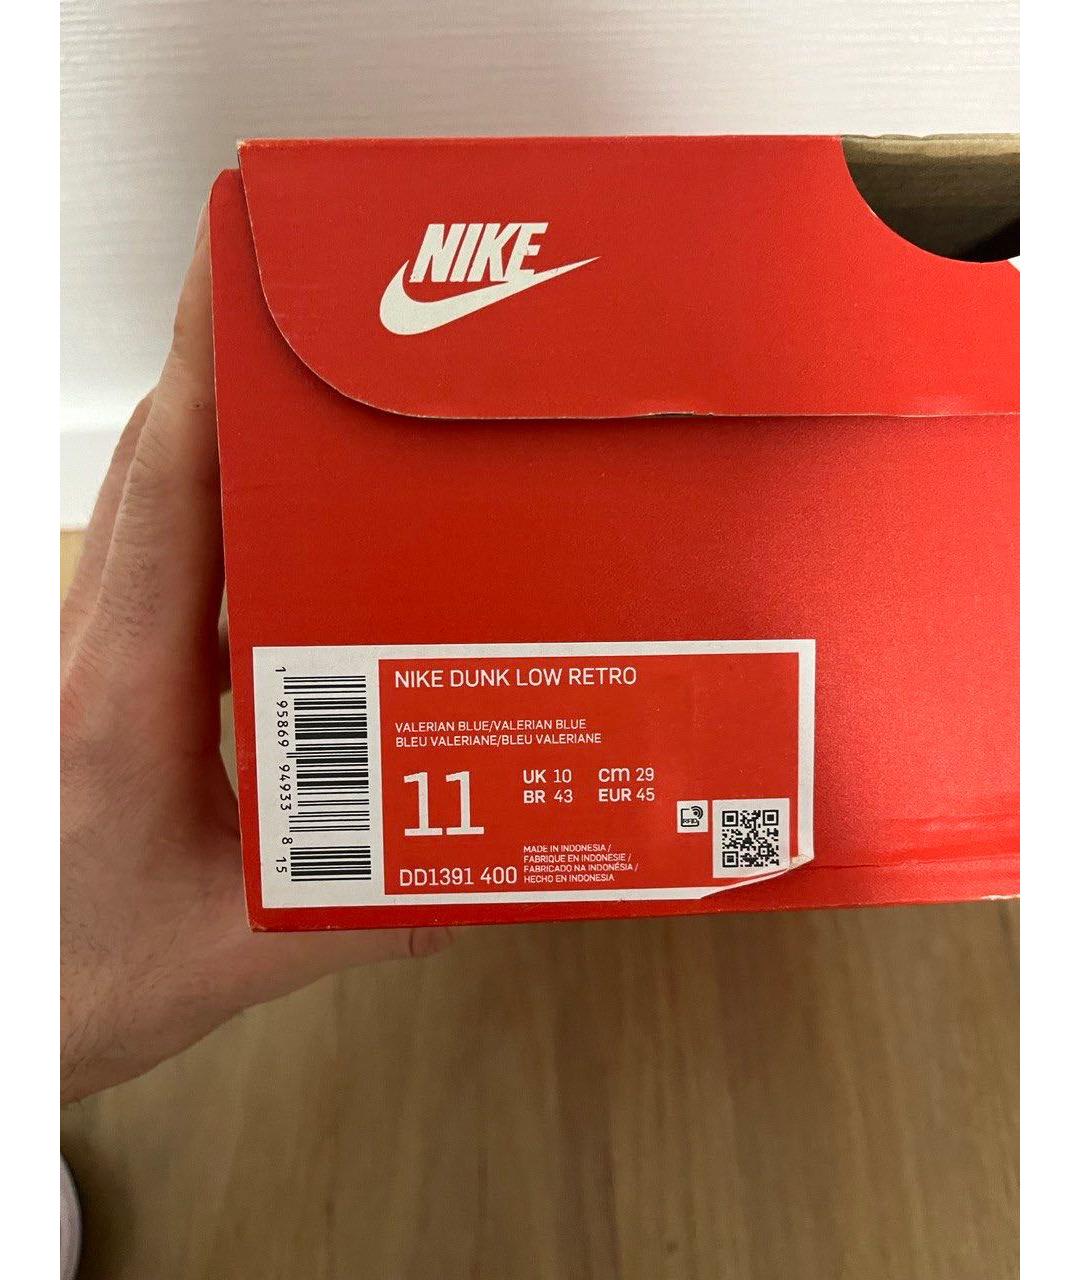 NIKE
NIKE DUNK LOW RETRO
VALERIAN BLUE/VALERIAN BLUE
BLEU VALERIANE/BLEU VALERIANE
11
UK 10 cm 29
BR 43 EUR 45
RFID
DD1391 400
MADE IN INDONESIA /
FABRIQUE EN INDONESIE /
FABRICADO NA INDONÉSIA /
HECHO EN INDONESIA
1 95869 94933 8 15